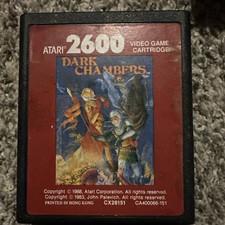 ATARI 2600 VIDEO GAME CARTRIDGE
DARK CHAMBERS
Copyright © 1988, Atari Corporation. All rights reserved.
Copyright © 1983, John Palevich. All rights reserved.
PRINTED IN HONG KONG CX26151 CA400066-151